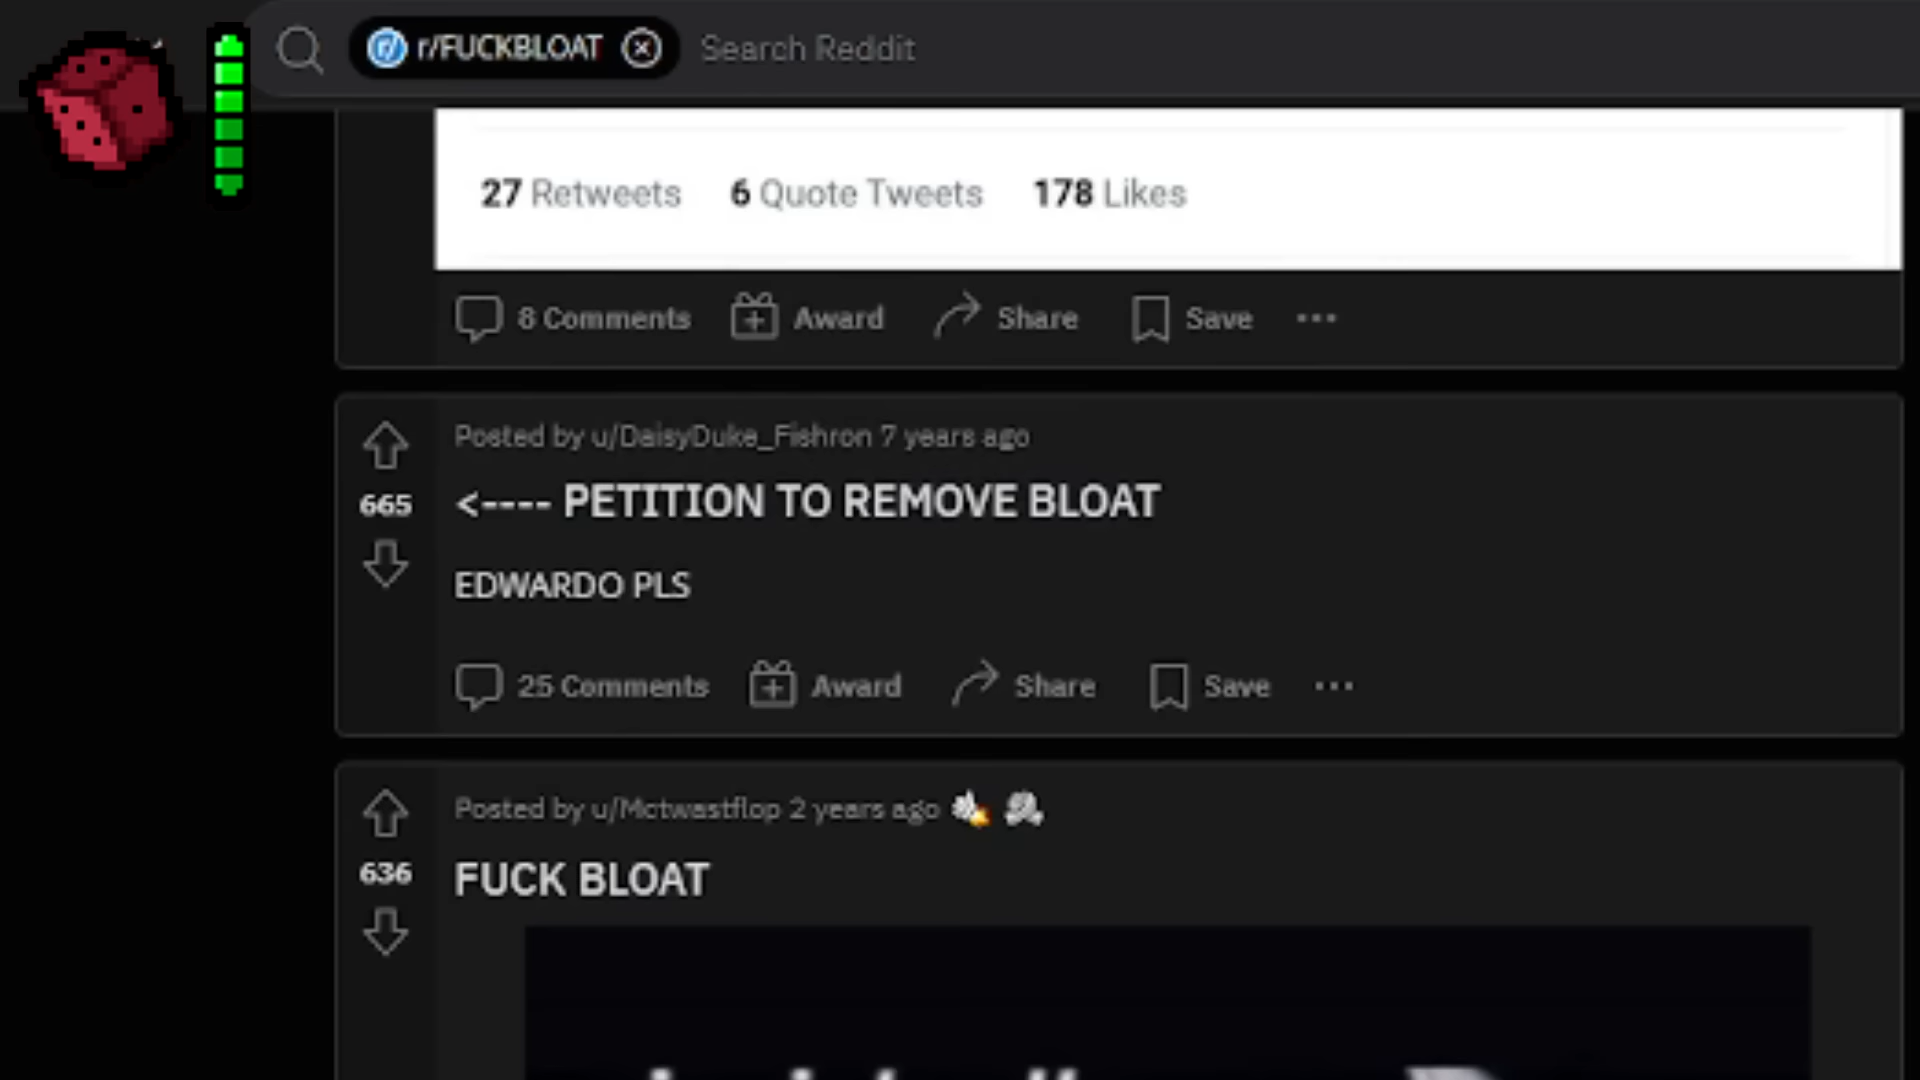 r/FUCKBLOAT Search Reddit
27 Retweets 6 Quote Tweets 178 Likes
8 Comments Award Share Save ...
Posted by u/DaisyDuke_Fishron 7 years ago
665
<---- PETITION TO REMOVE BLOAT
EDWARDO PLS
25 Comments Award Share Save ...
Posted by u/Mctwastflop 2 years ago
636
FUCK BLOAT